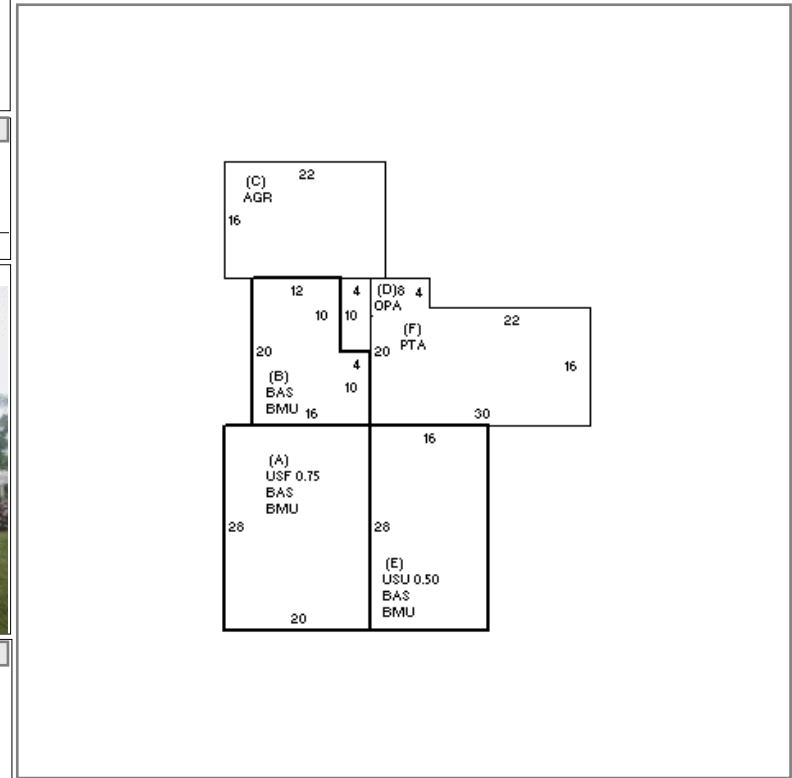 22
(C)
AGR
16
12
4
(D)8
4
10
10
OPA
22
(F)
PTA
20
20
4
16
(B)
BAS
10
BMU
16
30
16
(A)
USF 0.75
BAS
BMU
28
28
(E)
USU 0.50
BAS
BMU
20